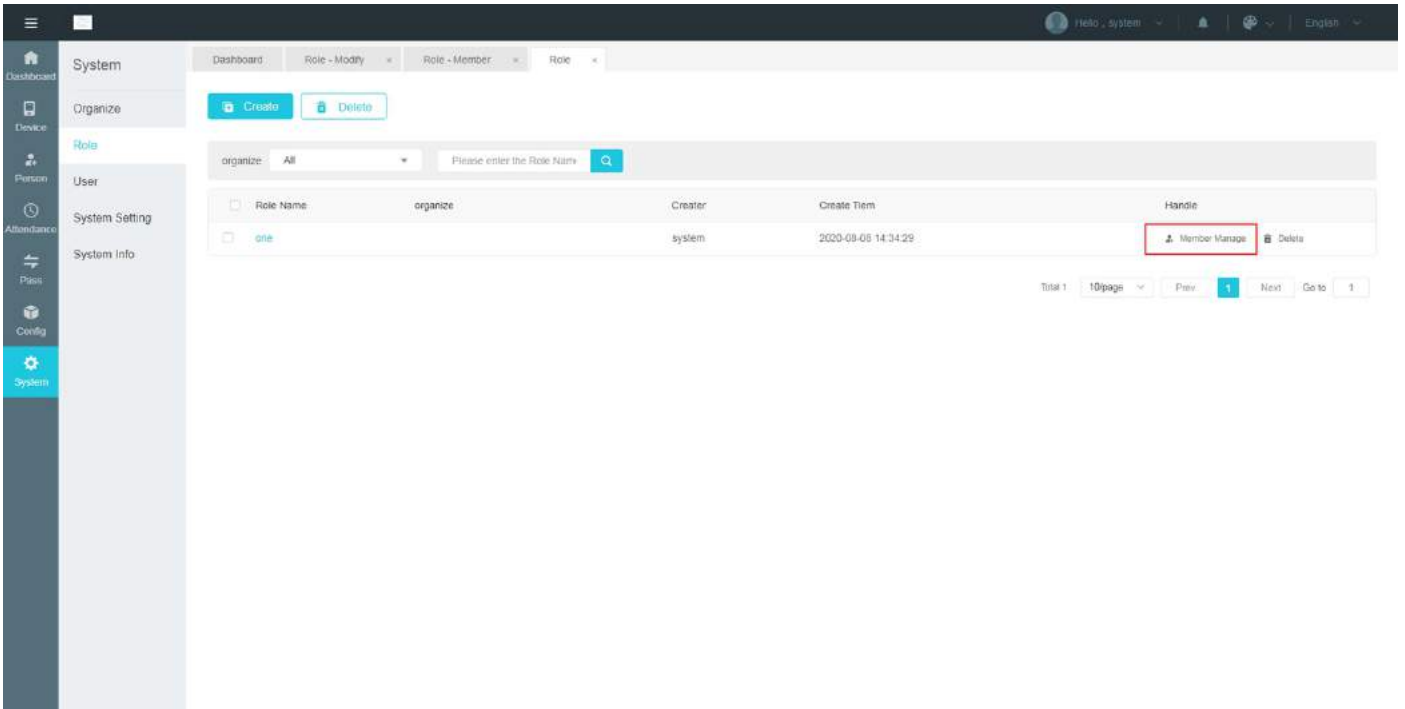 Hello , system
English
Dashboard
Device
Person
Attendance
Pass
Config
System
System
Organize
Role
User
System Setting
System Info
Dashboard
Role - Modify ×
Role - Member ×
Role ×
Create
Delete
organize All
Please enter the Role Name
Role Name organize Creater Create Tiem Handle
one system 2020-08-06 14:34:29 Member Manage Delete
Total 1 10/page Prev 1 Next Go to 1